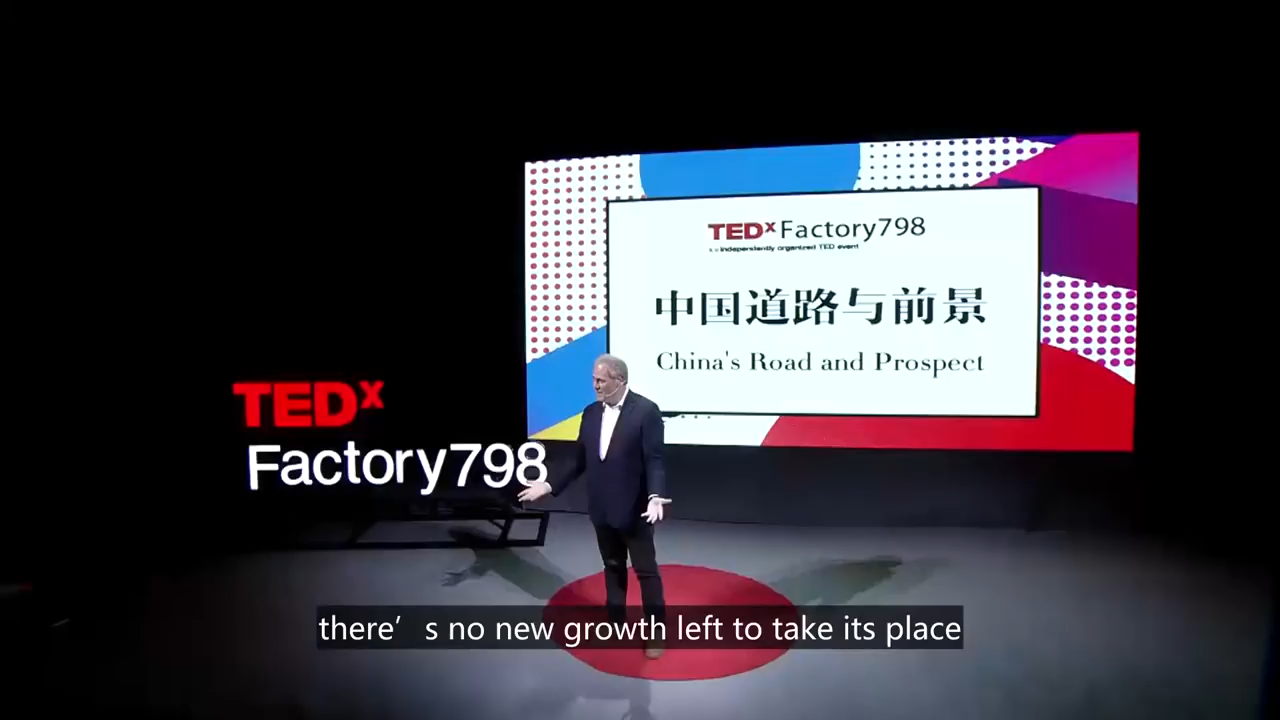 TEDx Factory798
x = independently organized TED event
中国道路与前景
China's Road and Prospect
TEDx
Factory798
there's no new growth left to take its place